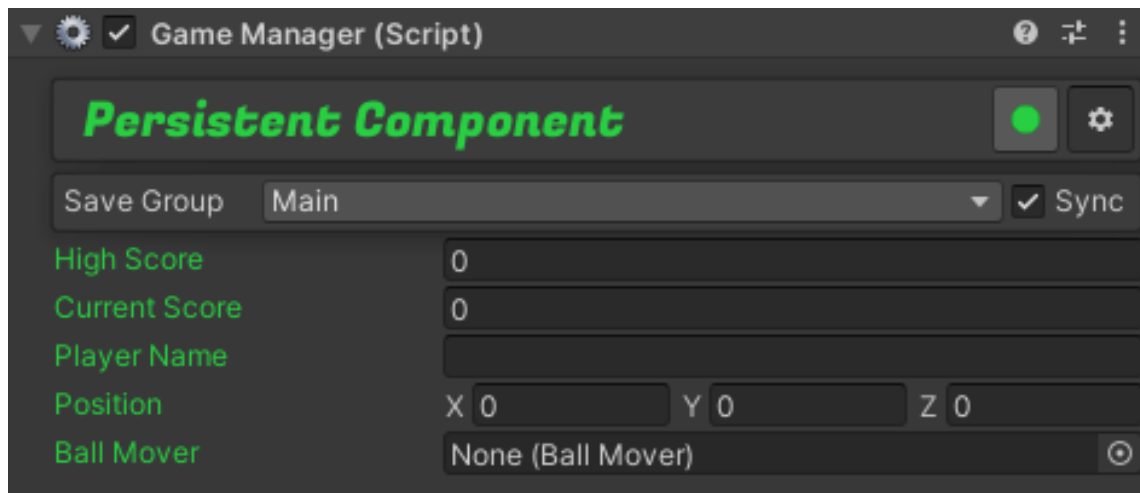 Game Manager (Script)
Persistent Component
Save Group Main Sync
High Score 0
Current Score 0
Player Name
Position X 0 Y 0 Z 0
Ball Mover None (Ball Mover)